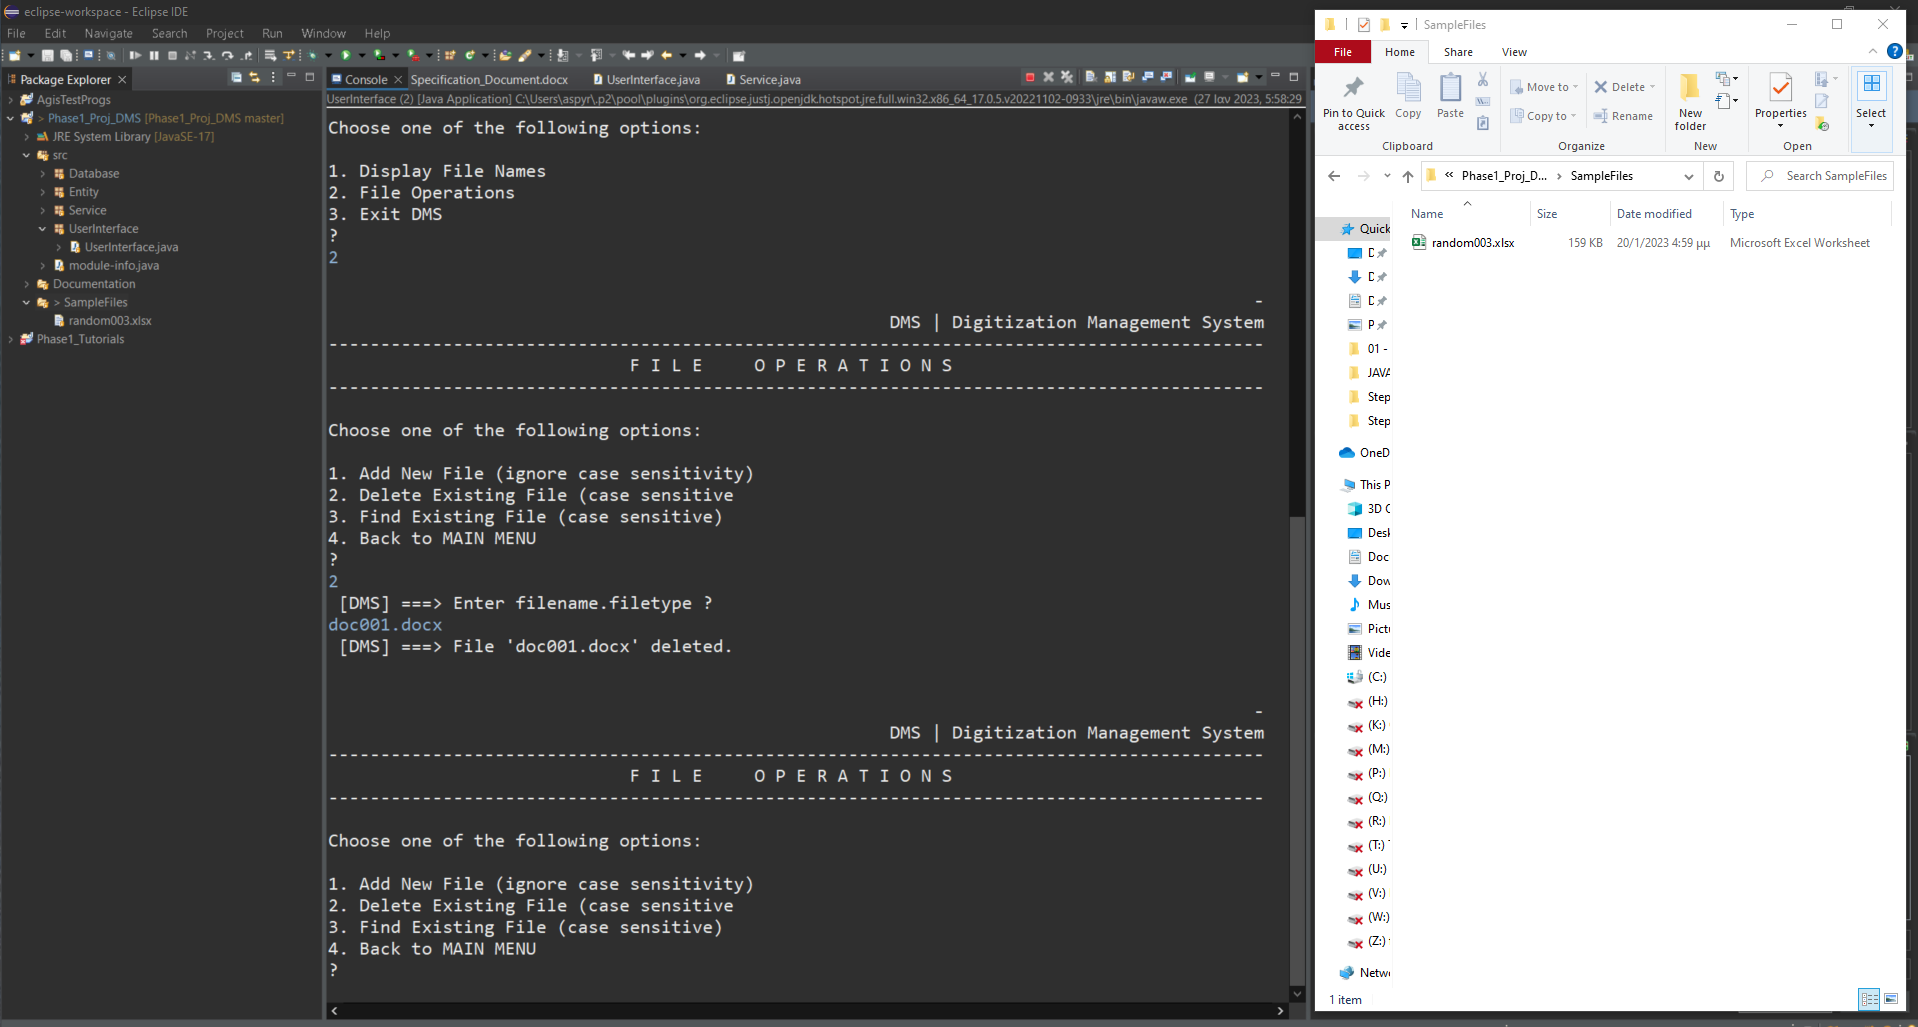 eclipse-workspace - Eclipse IDE
File Edit Navigate Search Project Run Window Help
Package Explorer
AgisTestProgs
> Phase1_Proj_DMS [Phase1_Proj_DMS master]
JRE System Library [JavaSE-17]
src
Database
Entity
Service
UserInterface
UserInterface.java
module-info.java
Documentation
> SampleFiles
random003.xlsx
Phase1_Tutorials
Console Specification_Document.docx UserInterface.java Service.java
UserInterface (2) [Java Application] C:\Users\aspyr\.p2\pool\plugins\org.eclipse.justj.openjdk.hotspot.jre.full.win32.x86_64_17.0.5.v20221102-0933\jre\bin\javaw.exe (27 Ιαν 2023, 5:58:29
Choose one of the following options:
1. Display File Names
2. File Operations
3. Exit DMS
?
2
-
DMS | Digitization Management System
------------------------------------------------------------------------------------------
F I L E     O P E R A T I O N S
------------------------------------------------------------------------------------------
Choose one of the following options:
1. Add New File (ignore case sensitivity)
2. Delete Existing File (case sensitive
3. Find Existing File (case sensitive)
4. Back to MAIN MENU
?
2
[DMS] ===> Enter filename.filetype ?
doc001.docx
[DMS] ===> File 'doc001.docx' deleted.
-
DMS | Digitization Management System
------------------------------------------------------------------------------------------
F I L E     O P E R A T I O N S
------------------------------------------------------------------------------------------
Choose one of the following options:
1. Add New File (ignore case sensitivity)
2. Delete Existing File (case sensitive
3. Find Existing File (case sensitive)
4. Back to MAIN MENU
?
SampleFiles
File Home Share View
Pin to Quick access
Copy
Paste
Clipboard
Move to
Copy to
Delete
Rename
Organize
New folder
New
Properties
Open
Select
« Phase1_Proj_D... › SampleFiles
Search SampleFiles
Name Size Date modified Type
random003.xlsx 159 KB 20/1/2023 4:59 μμ Microsoft Excel Worksheet
Quick
D
D
D
P
01 -
JAVA
Step
Step
OneD
This P
3D O
Desk
Doc
Dow
Mus
Pict
Vide
(C:)
(H:)
(K:)
(M:)
(P:)
(Q:)
(R:)
(T:)
(U:)
(V:)
(W:)
(Z:)
Netw
1 item